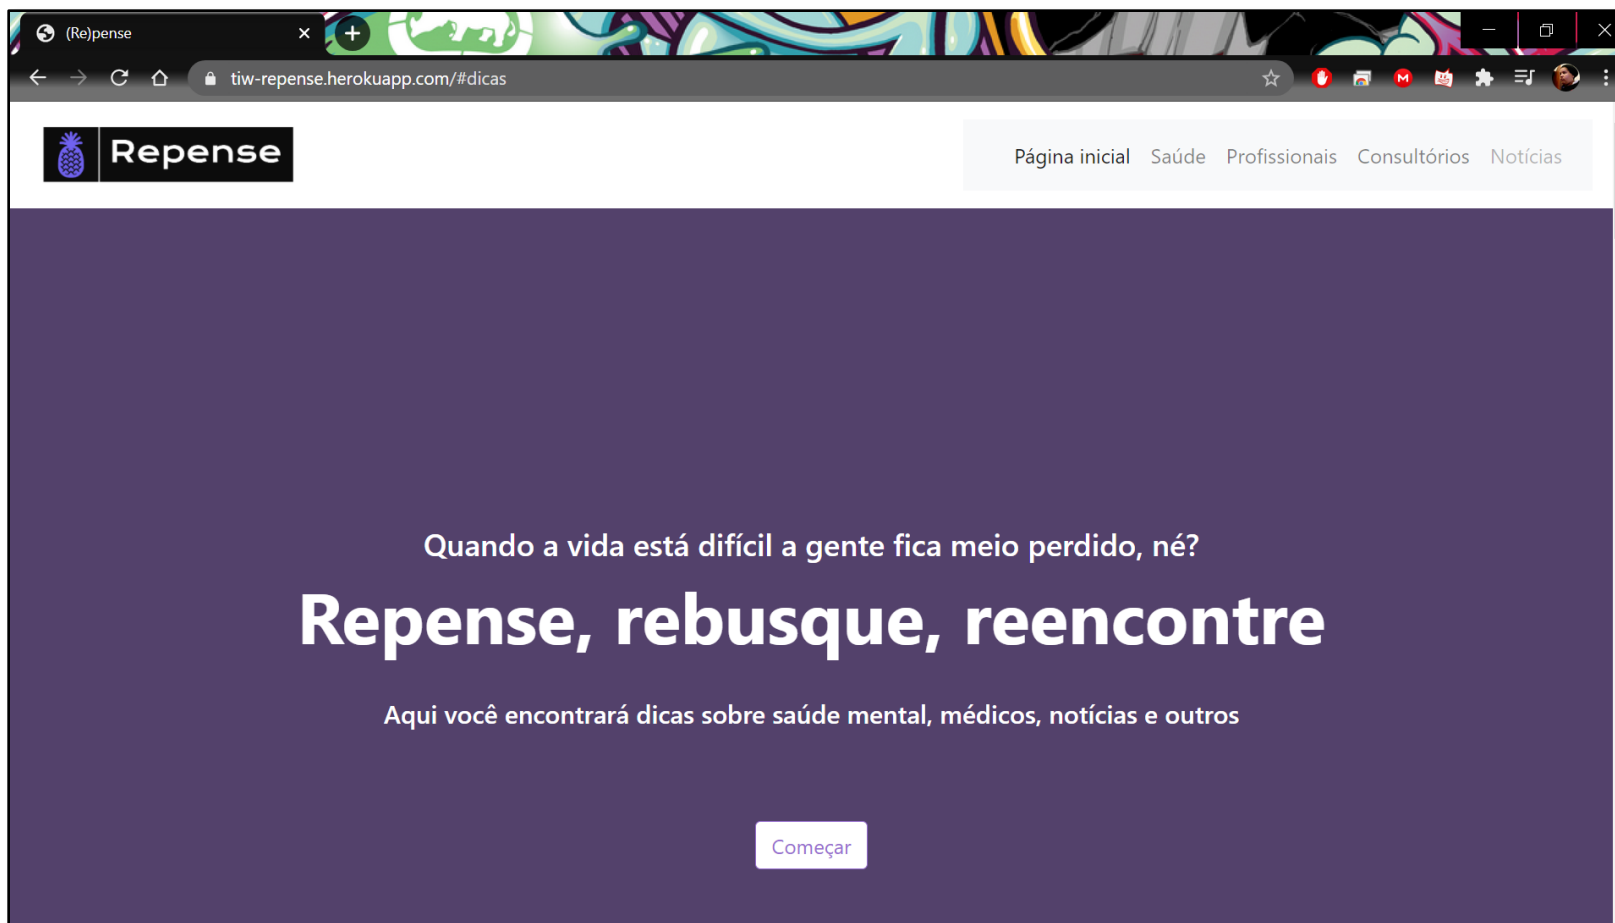 (Re)pense
tiw-repense.herokuapp.com/#dicas
Repense
Página inicial Saúde Profissionais Consultórios Notícias
Quando a vida está difícil a gente fica meio perdido, né?
Repense, rebusque, reencontre
Aqui você encontrará dicas sobre saúde mental, médicos, notícias e outros
Começar